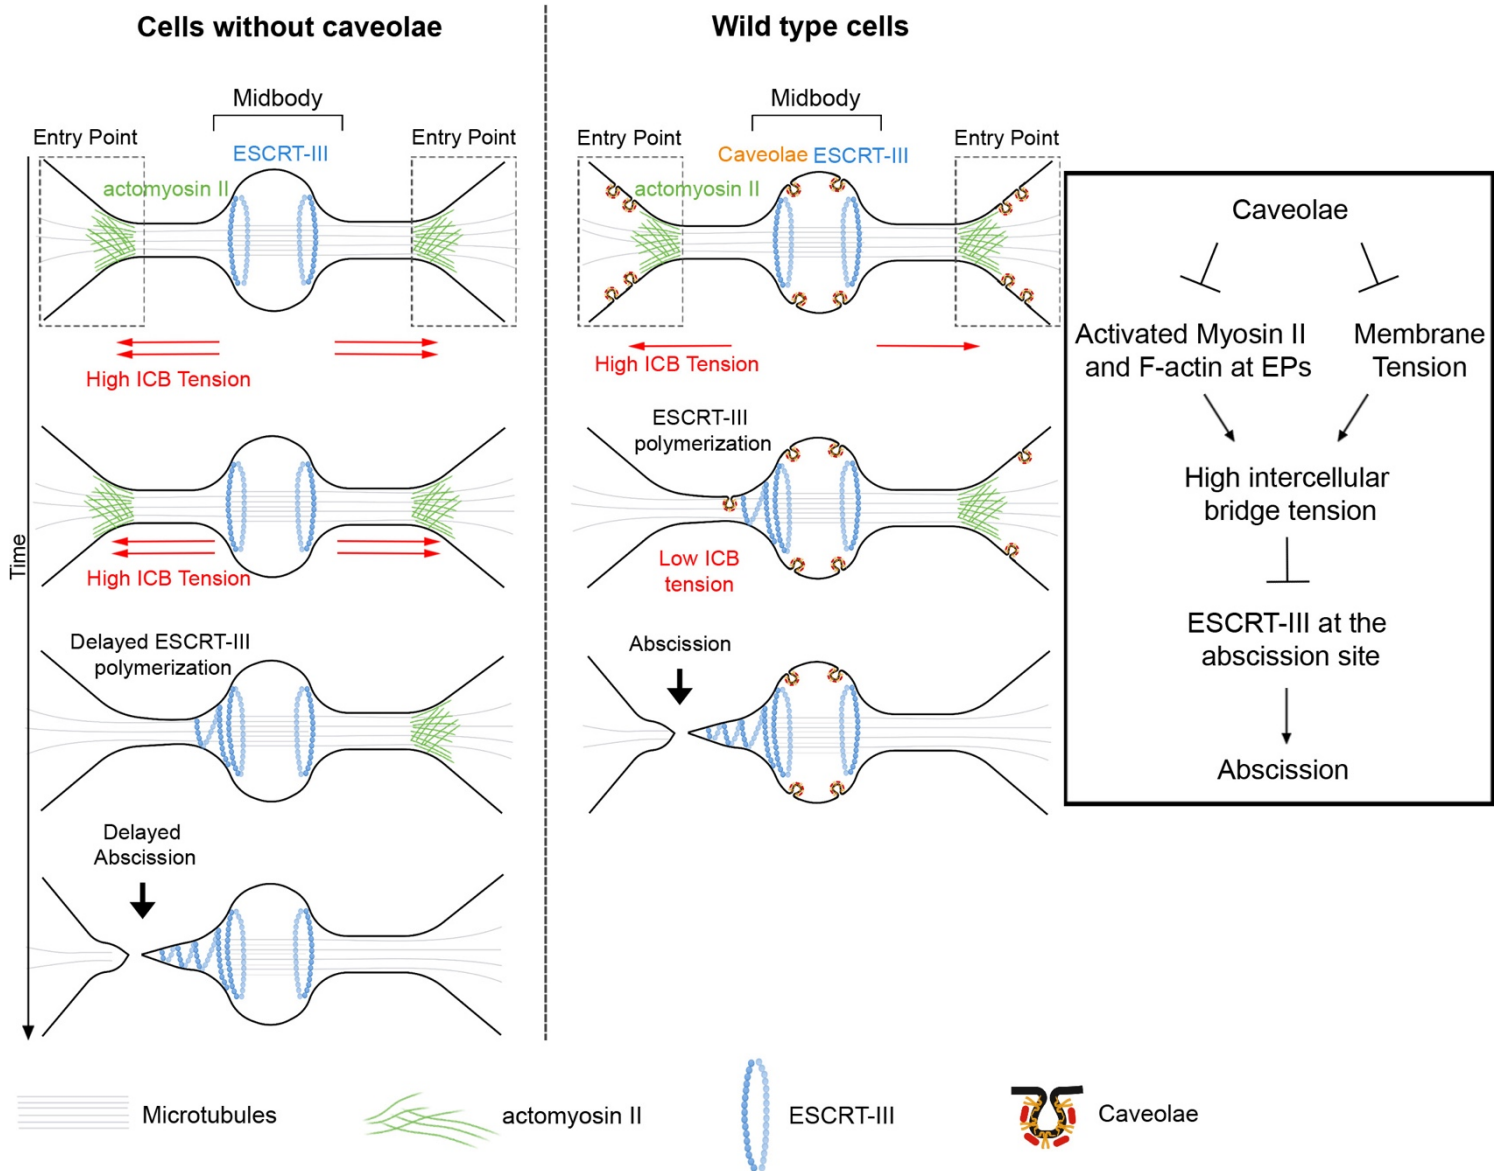 Cells without caveolae
Midbody
Entry Point
Entry Point
ESCRT-III
actomyosin II
High ICB Tension
High ICB Tension
Delayed ESCRT-III
polymerization
Delayed
Abscission
Time
Wild type cells
Midbody
Entry Point
Entry Point
Caveolae ESCRT-III
actomyosin II
High ICB Tension
ESCRT-III
polymerization
Low ICB
tension
Abscission
Caveolae
Activated Myosin II
and F-actin at EPs
Membrane
Tension
High intercellular
bridge tension
ESCRT-III at the
abscission site
Abscission
Microtubules
actomyosin II
ESCRT-III
Caveolae